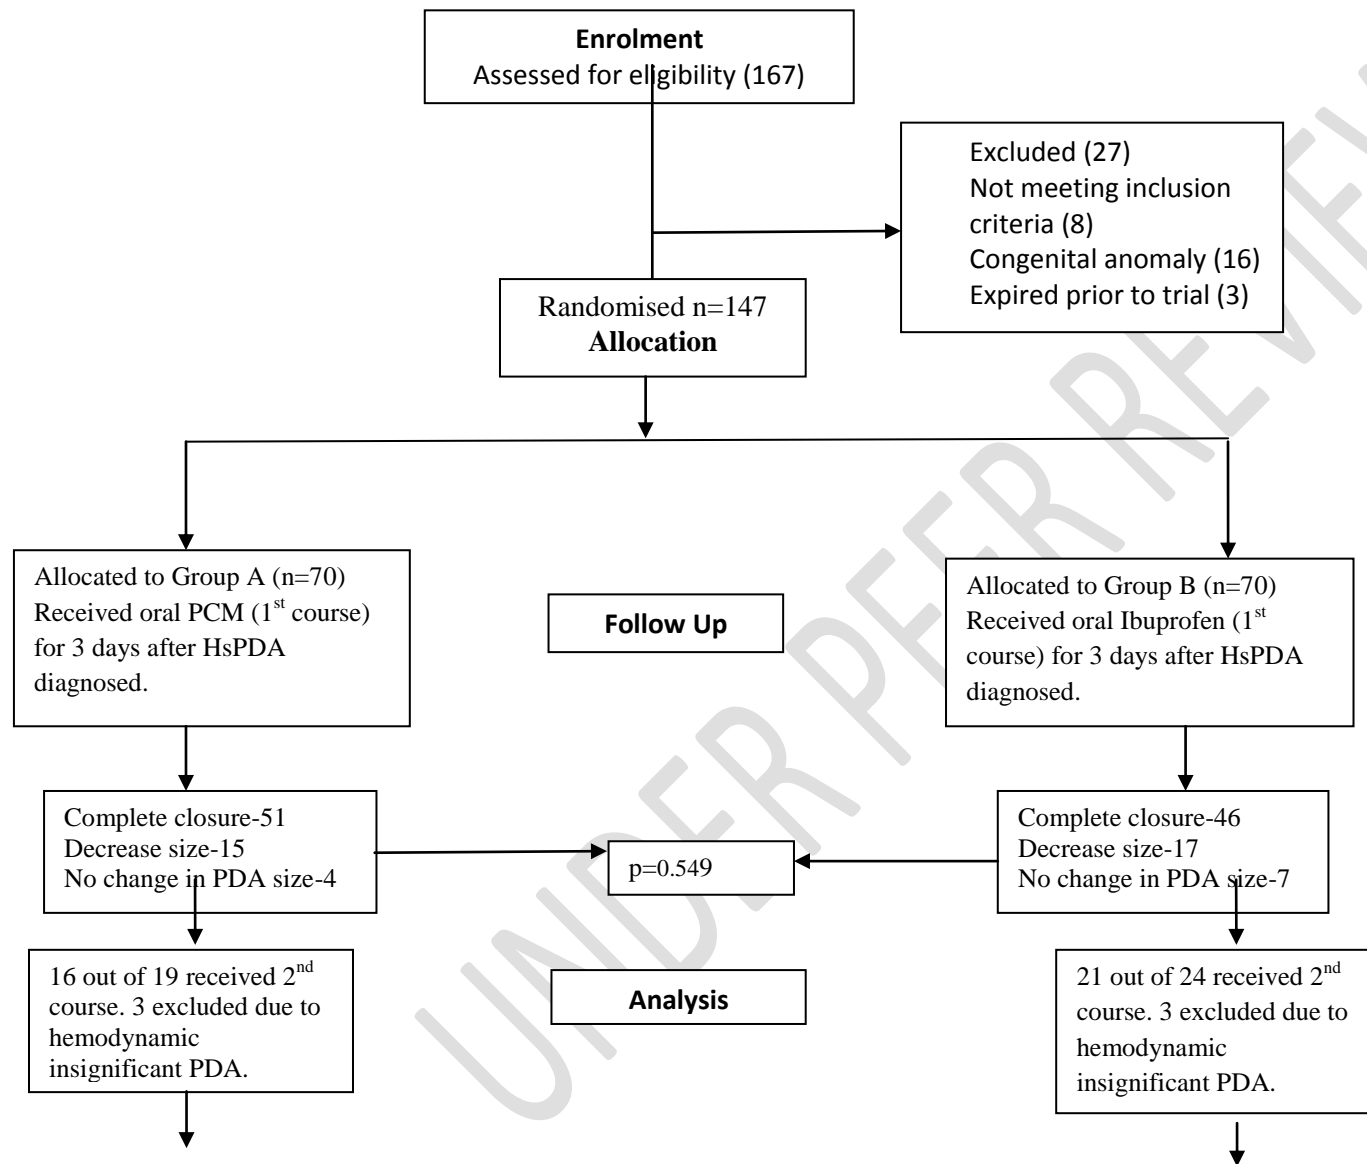 Enrolment
Assessed for eligibility (167)
Excluded (27)
Not meeting inclusion
criteria (8)
Congenital anomaly (16)
Expired prior to trial (3)
Randomised n=147
Allocation
Allocated to Group A (n=70)
Received oral PCM (1st course)
for 3 days after HsPDA
diagnosed.
Follow Up
Allocated to Group B (n=70)
Received oral Ibuprofen (1st
course) for 3 days after HsPDA
diagnosed.
Complete closure-51
Decrease size-15
No change in PDA size-4
p=0.549
Complete closure-46
Decrease size-17
No change in PDA size-7
16 out of 19 received 2nd
course. 3 excluded due to
hemodynamic
insignificant PDA.
Analysis
21 out of 24 received 2nd
course. 3 excluded due to
hemodynamic
insignificant PDA.
UNDER PEER REVIEW